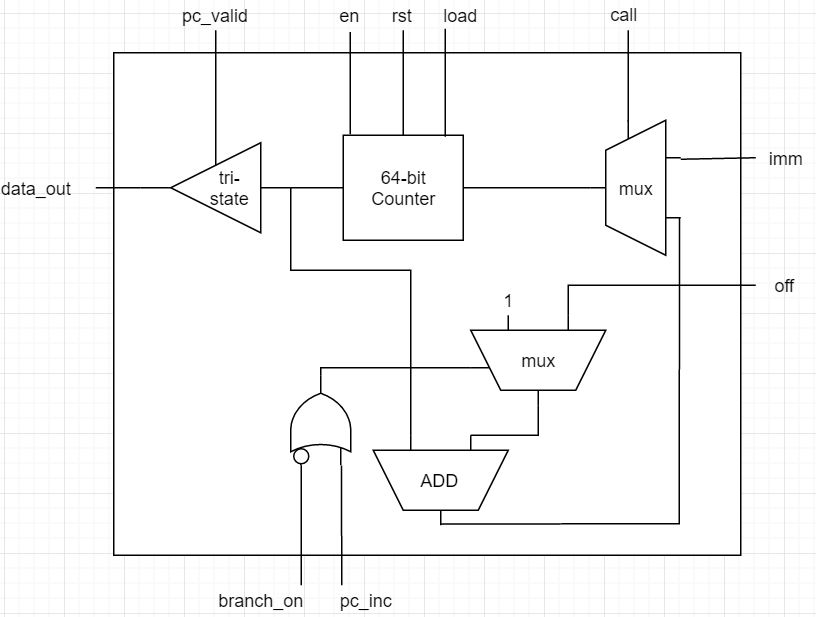 pc_valid
en
rst
load
call
data_out
tri-
state
64-bit
Counter
mux
imm
off
1
mux
ADD
branch_on
pc_inc